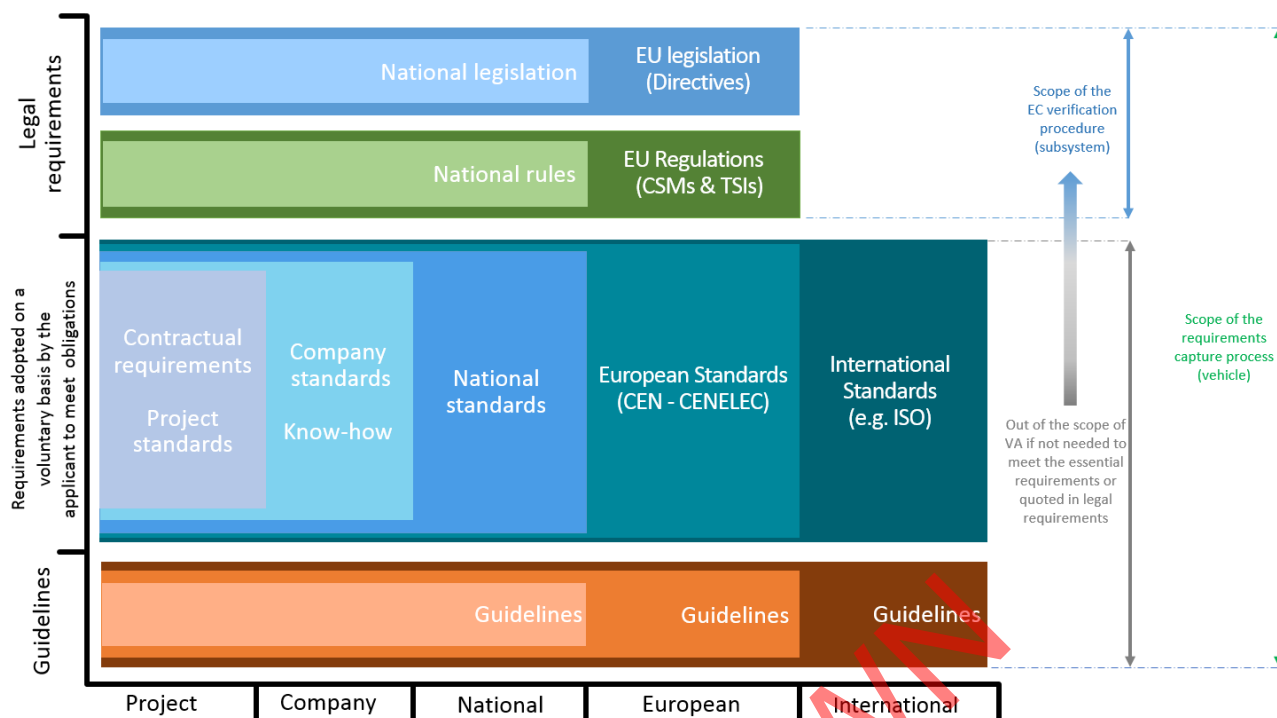 Legal
requirements
National legislation
EU legislation
(Directives)
National rules
EU Regulations
(CSMs & TSIs)
Scope of the
EC verification
procedure
(subsystem)
Requirements adopted on a
voluntary basis by the
applicant to meet obligations
Contractual
requirements
Project
standards
Company
standards
Know-how
National
standards
European Standards
(CEN - CENELEC)
International
Standards
(e.g. ISO)
Out of the scope of
VA if not needed to
meet the essential
requirements or
quoted in legal
requirements
Scope of the
requirements
capture process
(vehicle)
Guidelines
Guidelines
Guidelines
Guidelines
Project
Company
National
European
International